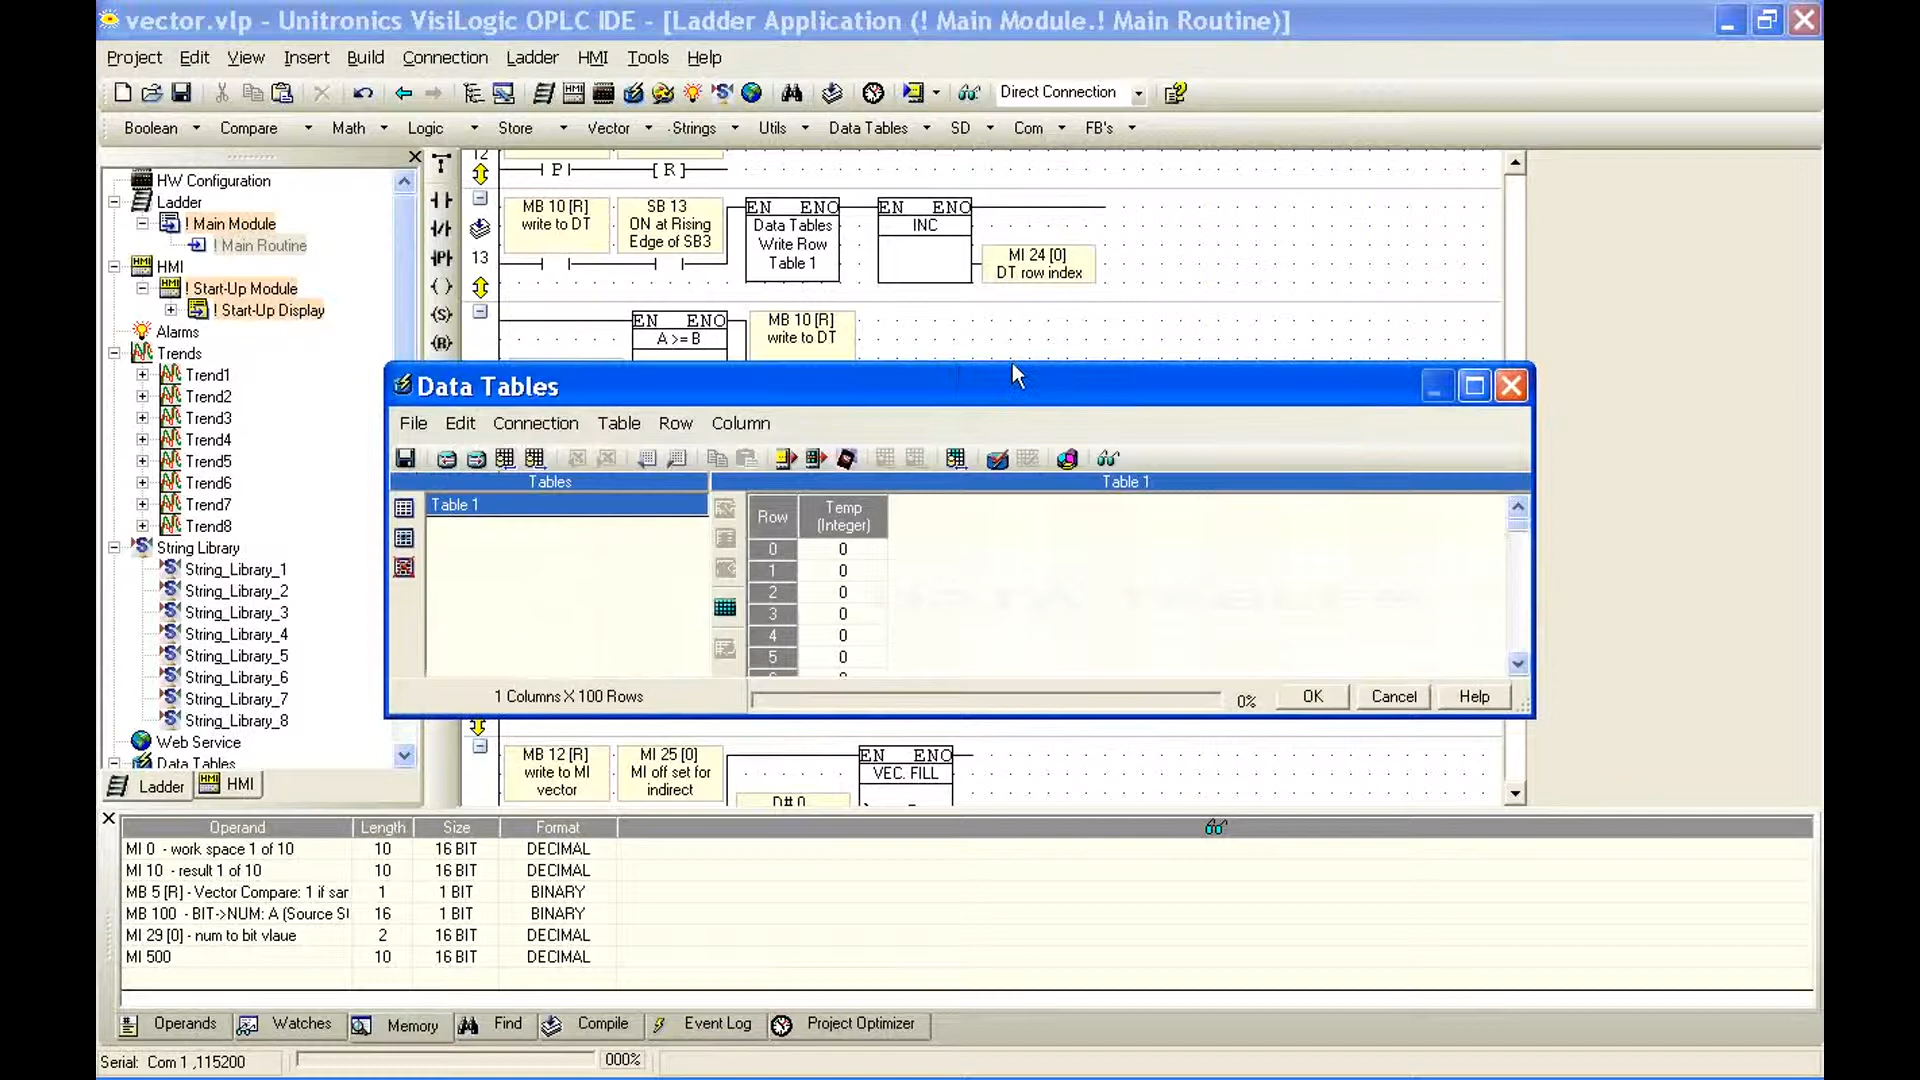 vector.vlp - Unitronics VisiLogic OPLC IDE - [Ladder Application (! Main Module.! Main Routine)]
Project Edit View Insert Build Connection Ladder HMI Tools Help
Direct Connection
Boolean Compare Math Logic Store Vector Strings Utils Data Tables SD Com FB's
HW Configuration
Ladder
! Main Module
! Main Routine
HMI
! Start-Up Module
! Start-Up Display
Alarms
Trends
Trend1
Trend2
Trend3
Trend4
Trend5
Trend6
Trend7
Trend8
String Library
String_Library_1
String_Library_2
String_Library_3
String_Library_4
String_Library_5
String_Library_6
String_Library_7
String_Library_8
Web Service
Data Tables
Ladder HMI
12
P R
MB 10 [R]
write to DT
SB 13
ON at Rising
Edge of SB3
EN ENO
Data Tables
Write Row
Table 1
EN ENO
INC
MI 24 [0]
DT row index
13
EN ENO
A >= B
MB 10 [R]
write to DT
Data Tables
File Edit Connection Table Row Column
Tables
Table 1
Table 1
Row Temp
(Integer)
0 0
1 0
2 0
3 0
4 0
5 0
1 Columns X 100 Rows
0%
OK Cancel Help
MB 12 [R]
write to MI
vector
MI 25 [0]
MI off set for
indirect
EN ENO
VEC. FILL
D# 0
Operand Length Size Format
MI 0 - work space 1 of 10 10 16 BIT DECIMAL
MI 10 - result 1 of 10 10 16 BIT DECIMAL
MB 5 [R] - Vector Compare: 1 if sar 1 1 BIT BINARY
MB 100 - BIT->NUM: A (Source S 16 1 BIT BINARY
MI 29 [0] - num to bit vlaue 2 16 BIT DECIMAL
MI 500 10 16 BIT DECIMAL
Operands Watches Memory Find Compile Event Log Project Optimizer
Serial: Com 1 ,115200 000%